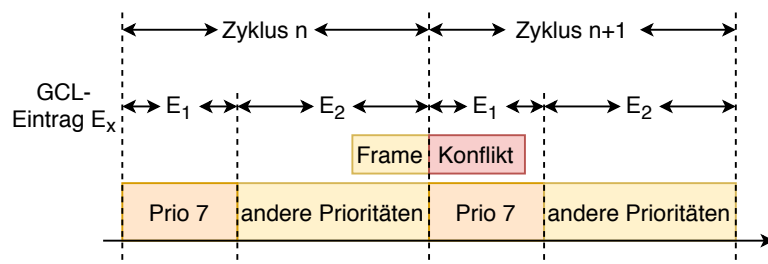 Zyklus n Zyklus n+1
GCL-
Eintrag Eₓ
E₁ E₂ E₁ E₂
Frame Konflikt
Prio 7 andere Prioritäten Prio 7 andere Prioritäten